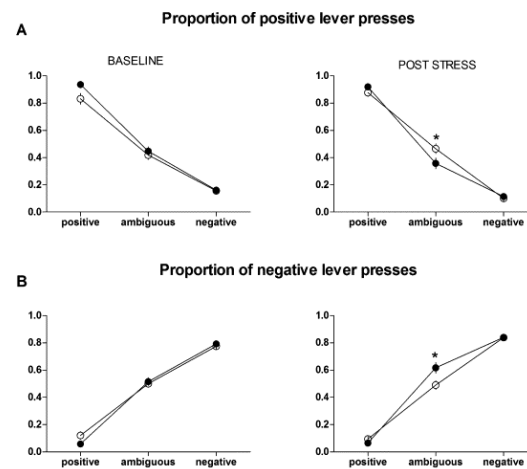 Proportion of positive lever presses
A
BASELINE
POST STRESS
1.0
0.8
0.6
0.4
0.2
0.0
positive ambiguous negative
1.0
0.8
0.6
*
0.4
0.2
0.0
positive ambiguous negative
Proportion of negative lever presses
B
1.0
0.8
0.6
0.4
0.2
0.0
positive ambiguous negative
1.0
0.8
*
0.6
0.4
0.2
0.0
positive ambiguous negative